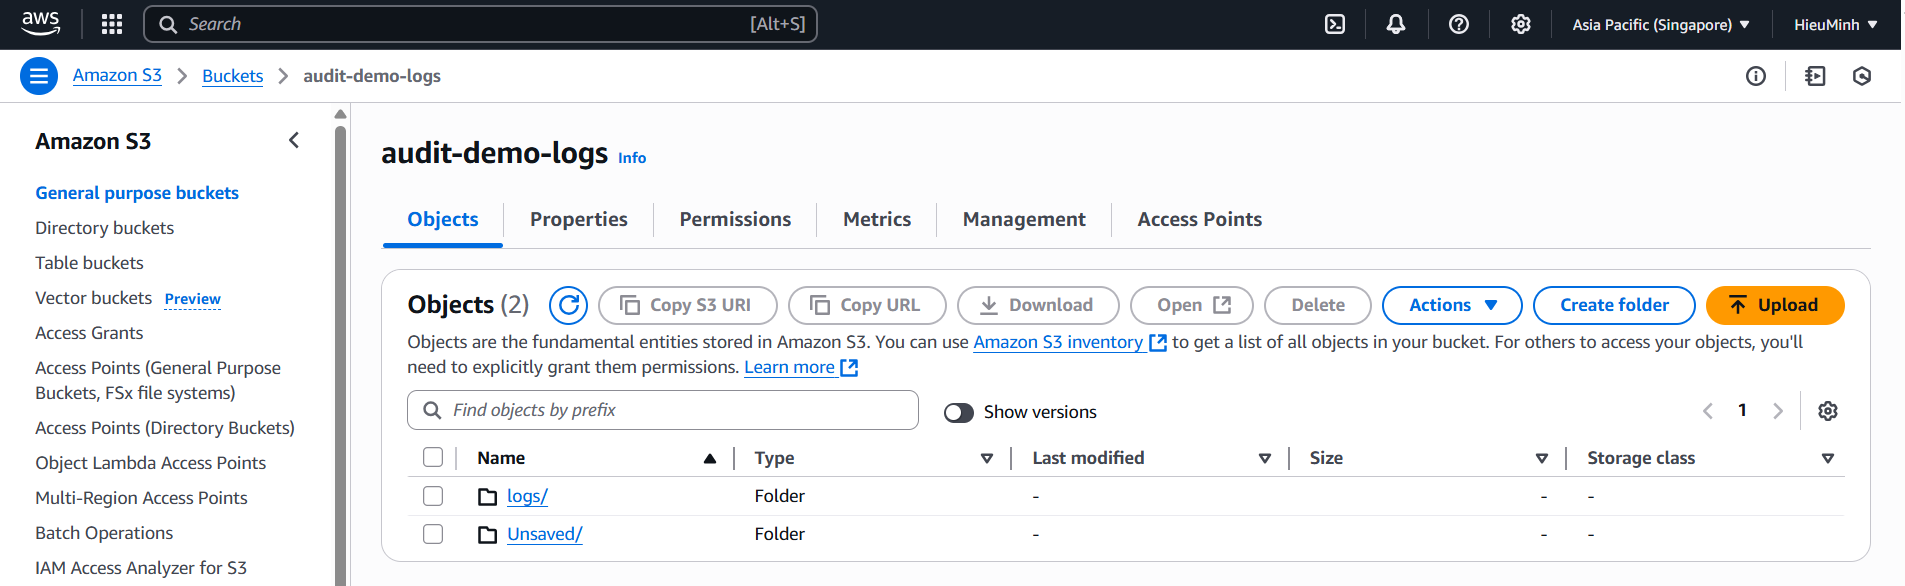 aws
Search [Alt+S] Asia Pacific (Singapore) HieuMinh
Amazon S3 Buckets audit-demo-logs
Amazon S3
General purpose buckets
Directory buckets
Table buckets
Vector buckets Preview
Access Grants
Access Points (General Purpose
Buckets, FSx file systems)
Access Points (Directory Buckets)
Object Lambda Access Points
Multi-Region Access Points
Batch Operations
IAM Access Analyzer for S3
audit-demo-logs Info
Objects Properties Permissions Metrics Management Access Points
Objects (2) Copy S3 URI Copy URL Download Open Delete Actions Create folder Upload
Objects are the fundamental entities stored in Amazon S3. You can use Amazon S3 inventory to get a list of all objects in your bucket. For others to access your objects, you'll
need to explicitly grant them permissions. Learn more
Find objects by prefix Show versions 1
Name Type Last modified Size Storage class
logs/ Folder - - -
Unsaved/ Folder - - -